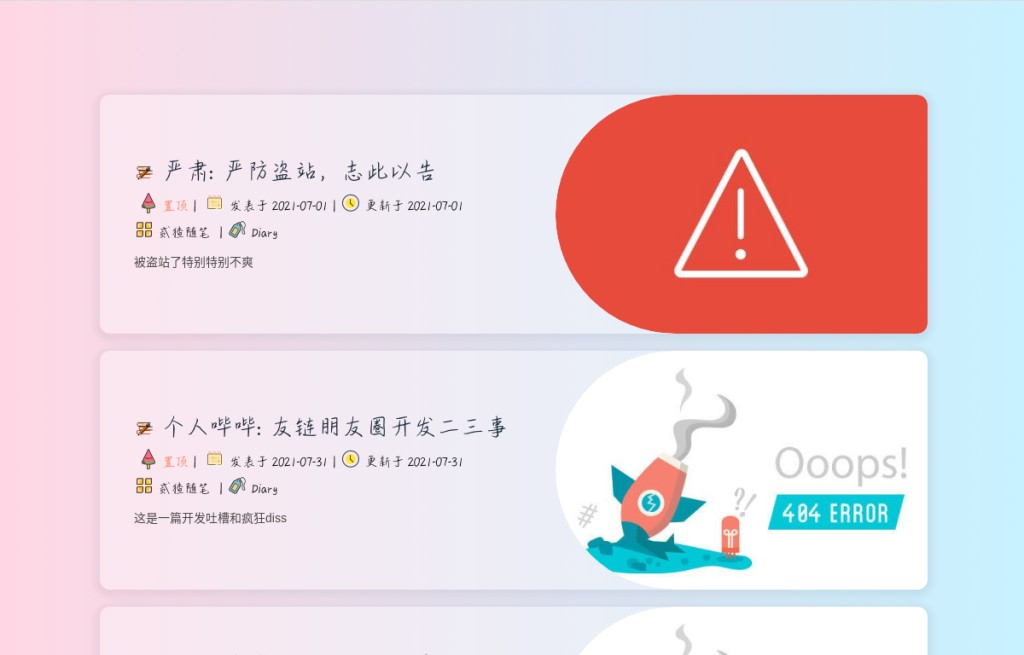 严肃: 严防盗站，志此以告
置顶 | 发表于 2021-07-01 | 更新于 2021-07-01
贰猹随笔 | Diary
被盗站了特别特别不爽
个人哔哔: 友链朋友圈开发二三事
置顶 | 发表于 2021-07-31 | 更新于 2021-07-31
贰猹随笔 | Diary
这是一篇开发吐槽和疯狂diss
#
?!
Ooops!
404 ERROR